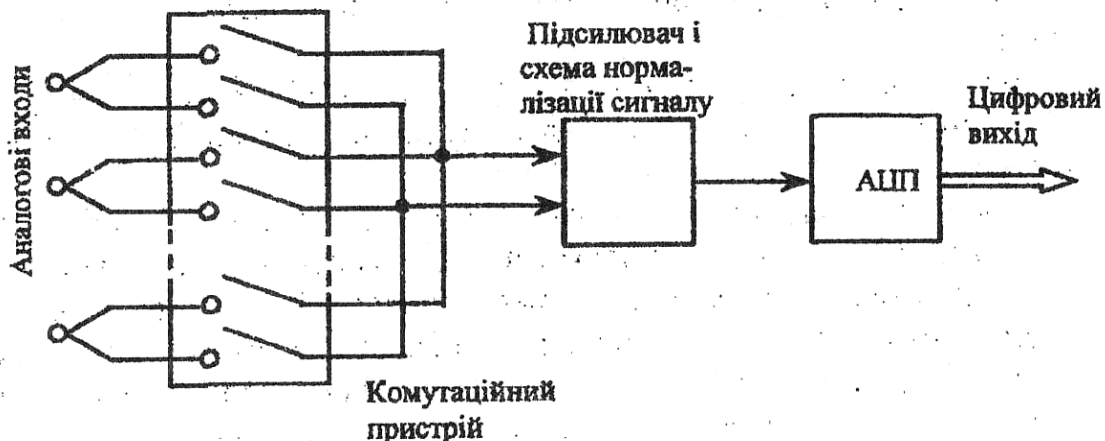 Аналогові входи
Підсилювач і
схема норма-
лізації сигналу
АЦП
Цифровий
вихід
Комутаційний
пристрій